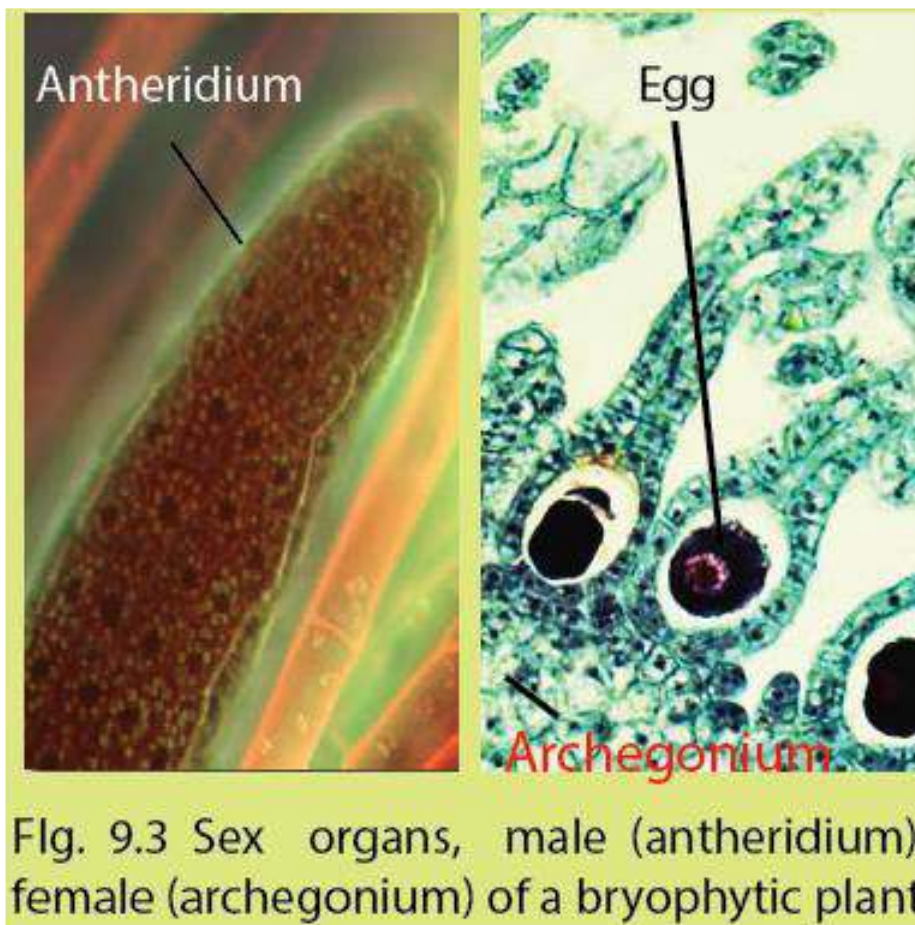 Antheridium
Egg
Archegonium
FIg. 9.3 Sex organs, male (antheridium)
female (archegonium) of a bryophytic plant